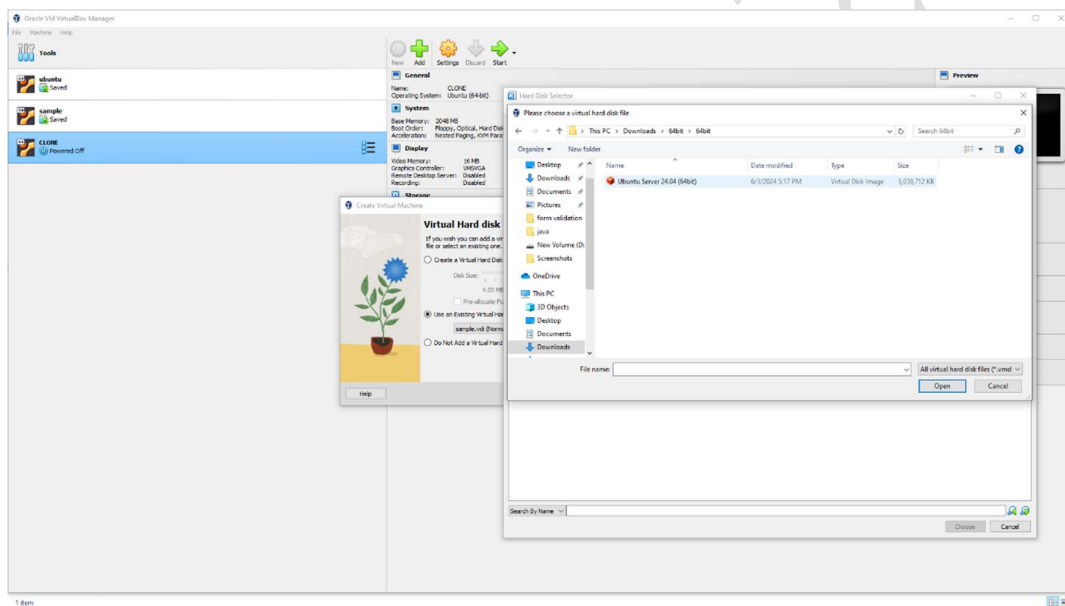 Oracle VM VirtualBox Manager
File Machine Help
Tools
ubuntu
Saved
sample
Saved
CLONE
Powered Off
New Add Settings Discard Start
General
Name: CLONE
Operating System: Ubuntu (64-bit)
System
Base Memory: 2048 MB
Boot Order: Floppy, Optical, Hard Disk
Acceleration: Nested Paging, KVM Para
Display
Video Memory: 16 MB
Graphics Controller: VMSVGA
Remote Desktop Server: Disabled
Recording: Disabled
Storage
Preview
Create Virtual Machine
Virtual Hard disk
If you wish you can add a
file or select an existing one.
Create a Virtual Hard Disk
Disk Size:
4.00 MB
Pre-allocate
Use an Existing Virtual
sample.vdi
Do Not Add a Virtual Hard
Help
Hard Disk Selector
Please choose a virtual hard disk file
This PC > Downloads > 64bit > 64bit
Search 64bit
Organize New folder
Name Date modified Type Size
Ubuntu Server 24.04 (64bit) 6/3/2024 5:17 PM Virtual Disk Image 3,059,712 KB
Desktop
Downloads
Documents
Pictures
form validation
java
New Volume (D:
Screenshots
OneDrive
This PC
3D Objects
Desktop
Documents
Downloads
File name:
All virtual hard disk files (*.vmd
Open Cancel
Search By Name
Choose Cancel
1 item